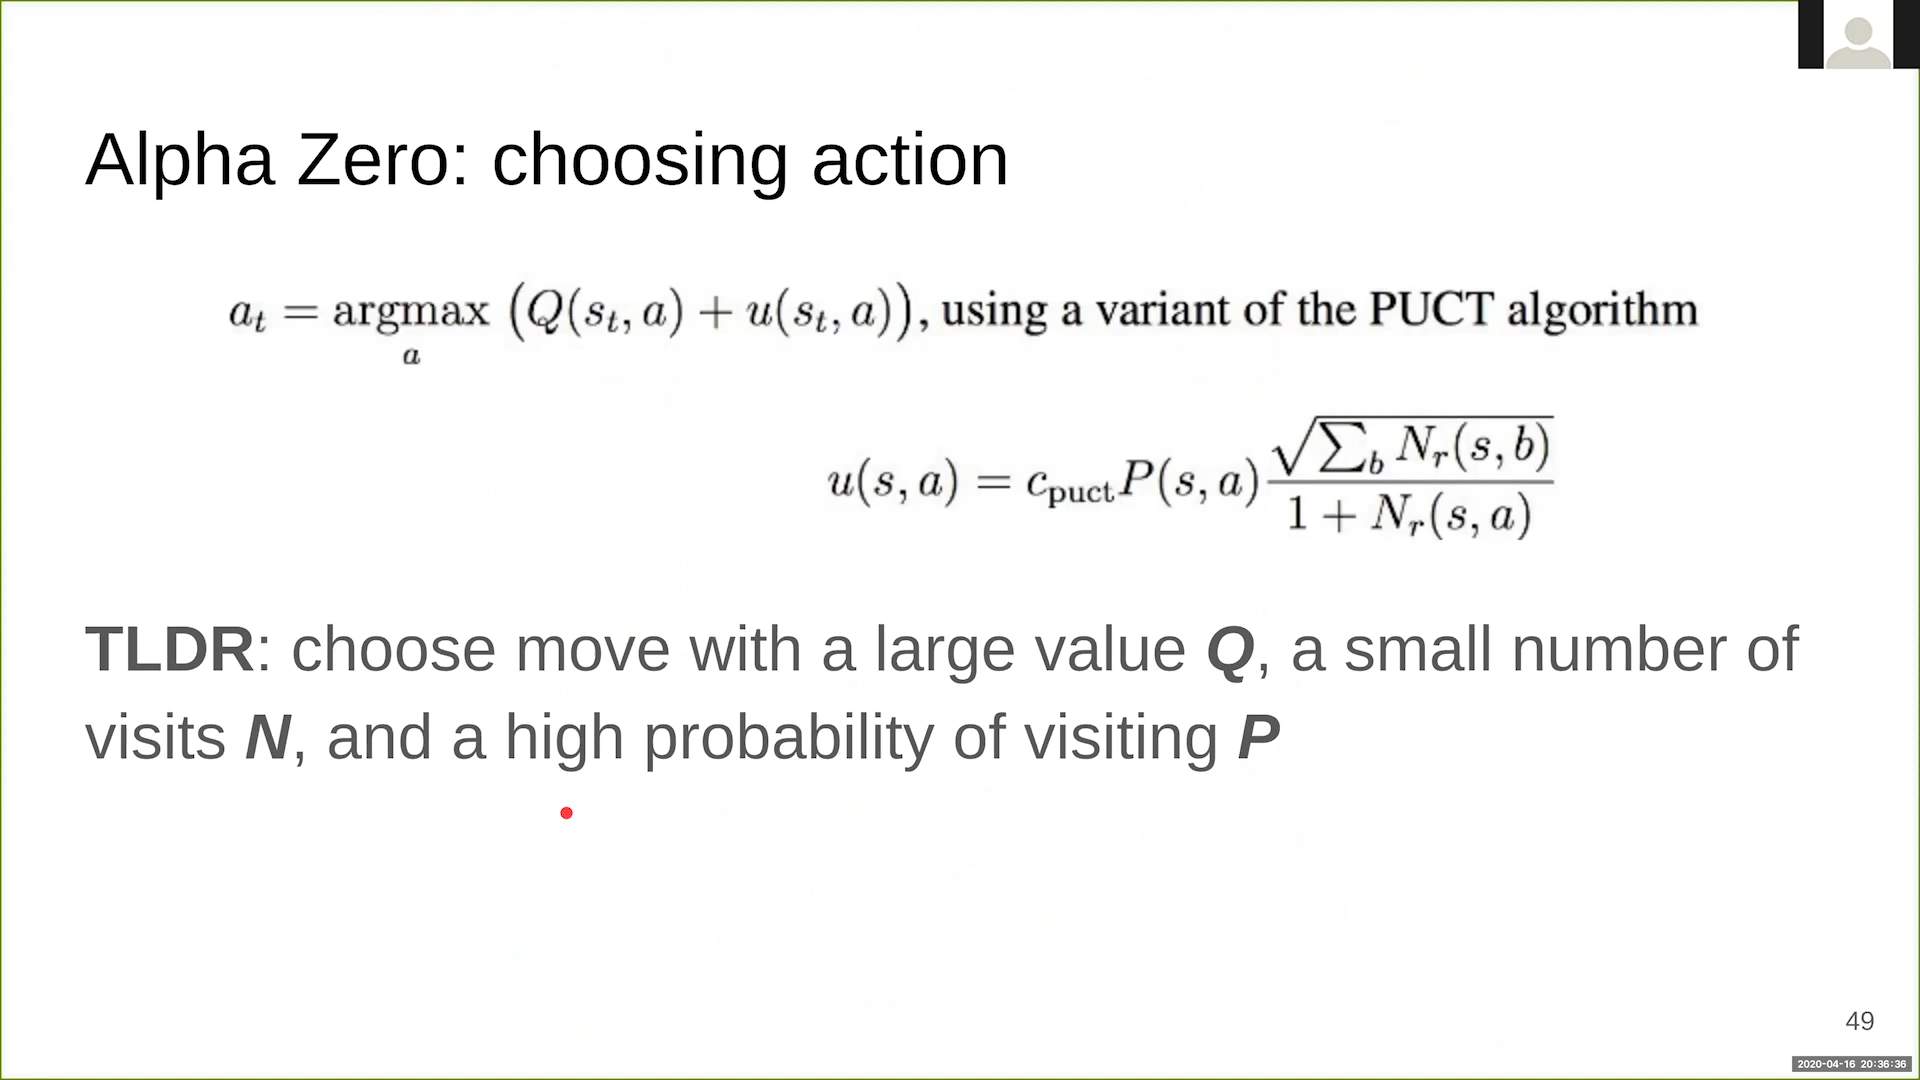 Alpha Zero: choosing action
a_t = argmax_a (Q(s_t, a) + u(s_t, a)), using a variant of the PUCT algorithm
u(s, a) = c_puct P(s, a) √(∑_b N_r(s, b)) / (1 + N_r(s, a))
TLDR: choose move with a large value Q, a small number of
visits N, and a high probability of visiting P
49
2020-04-16 20:36:36